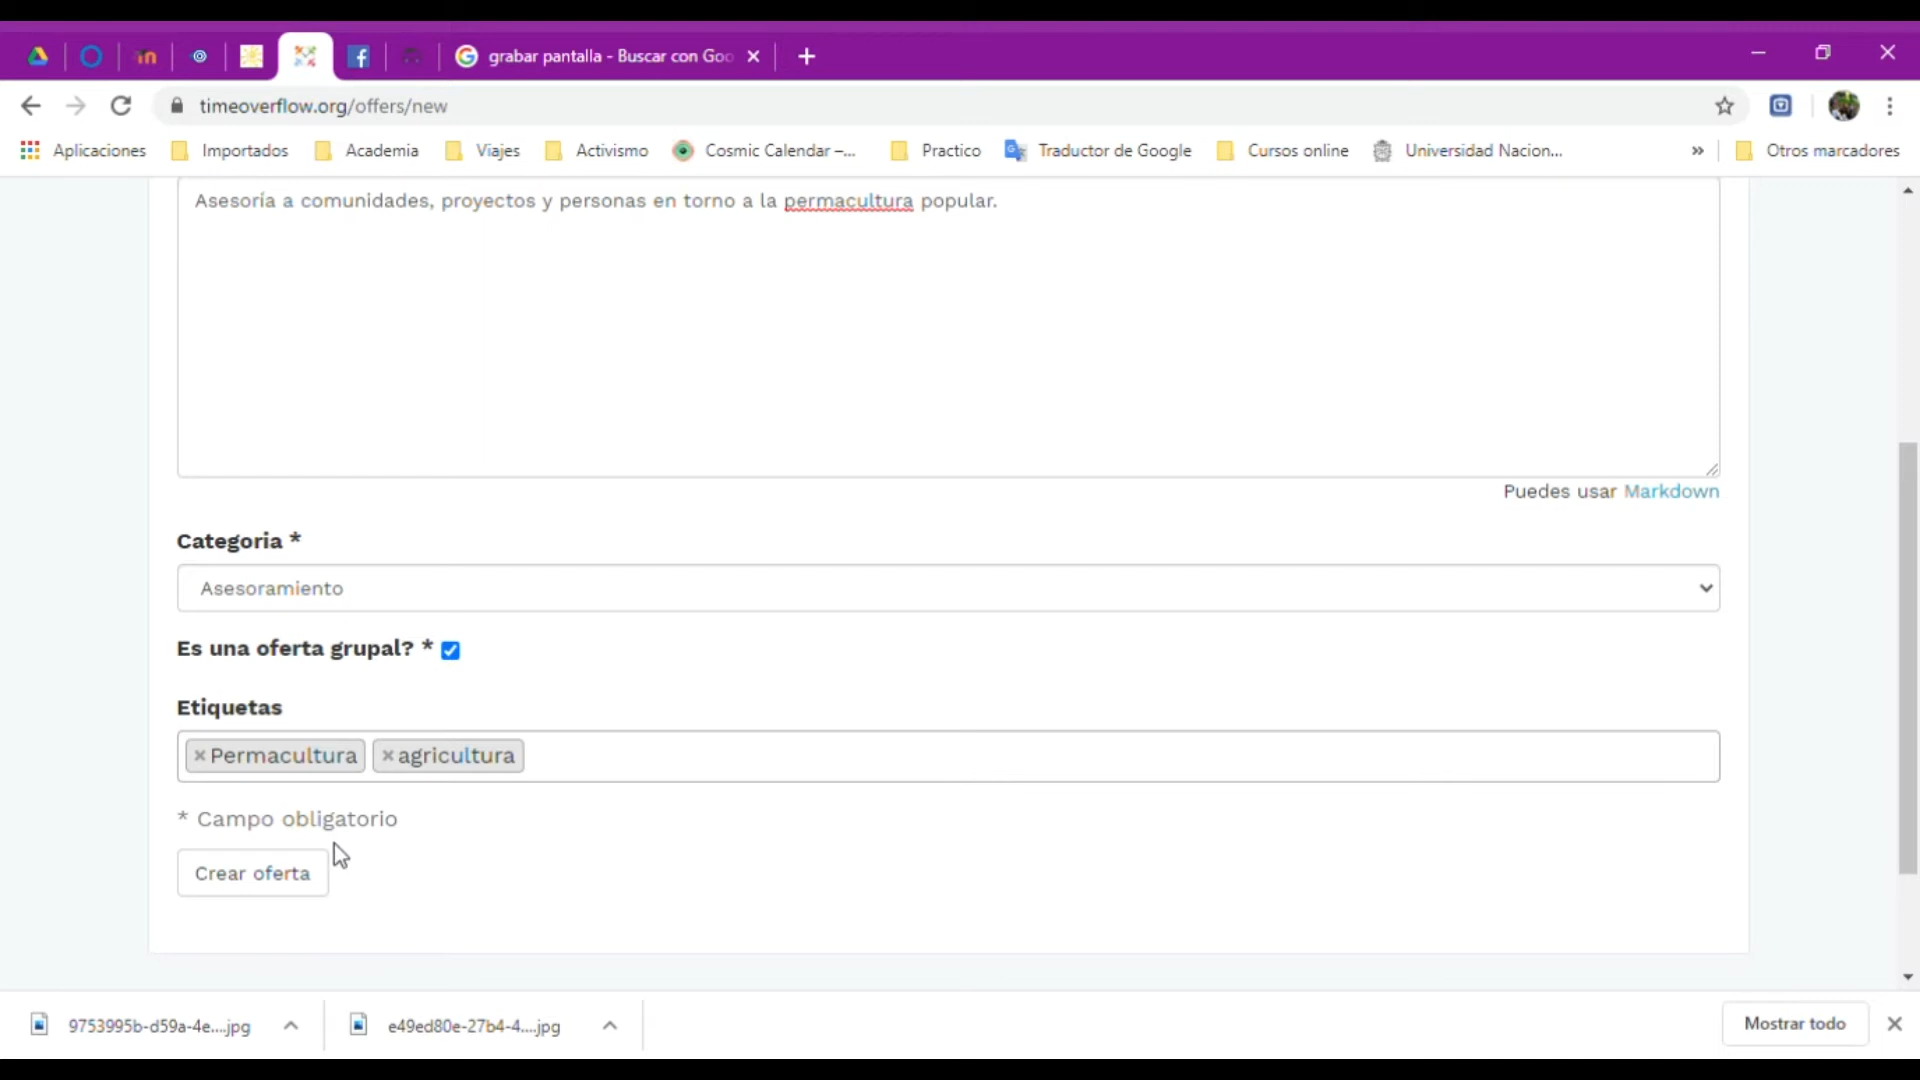 grabar pantalla - Buscar con Goo
timeoverflow.org/offers/new
Aplicaciones Importados Academia Viajes Activismo Cosmic Calendar –... Practico Traductor de Google Cursos online Universidad Nacion... » Otros marcadores
Asesoría a comunidades, proyectos y personas en torno a la permacultura popular.
Puedes usar Markdown
Categoria *
Asesoramiento
Es una oferta grupal? *
Etiquetas
×Permacultura ×agricultura
* Campo obligatorio
Crear oferta
9753995b-d59a-4e....jpg e49ed80e-27b4-4....jpg Mostrar todo